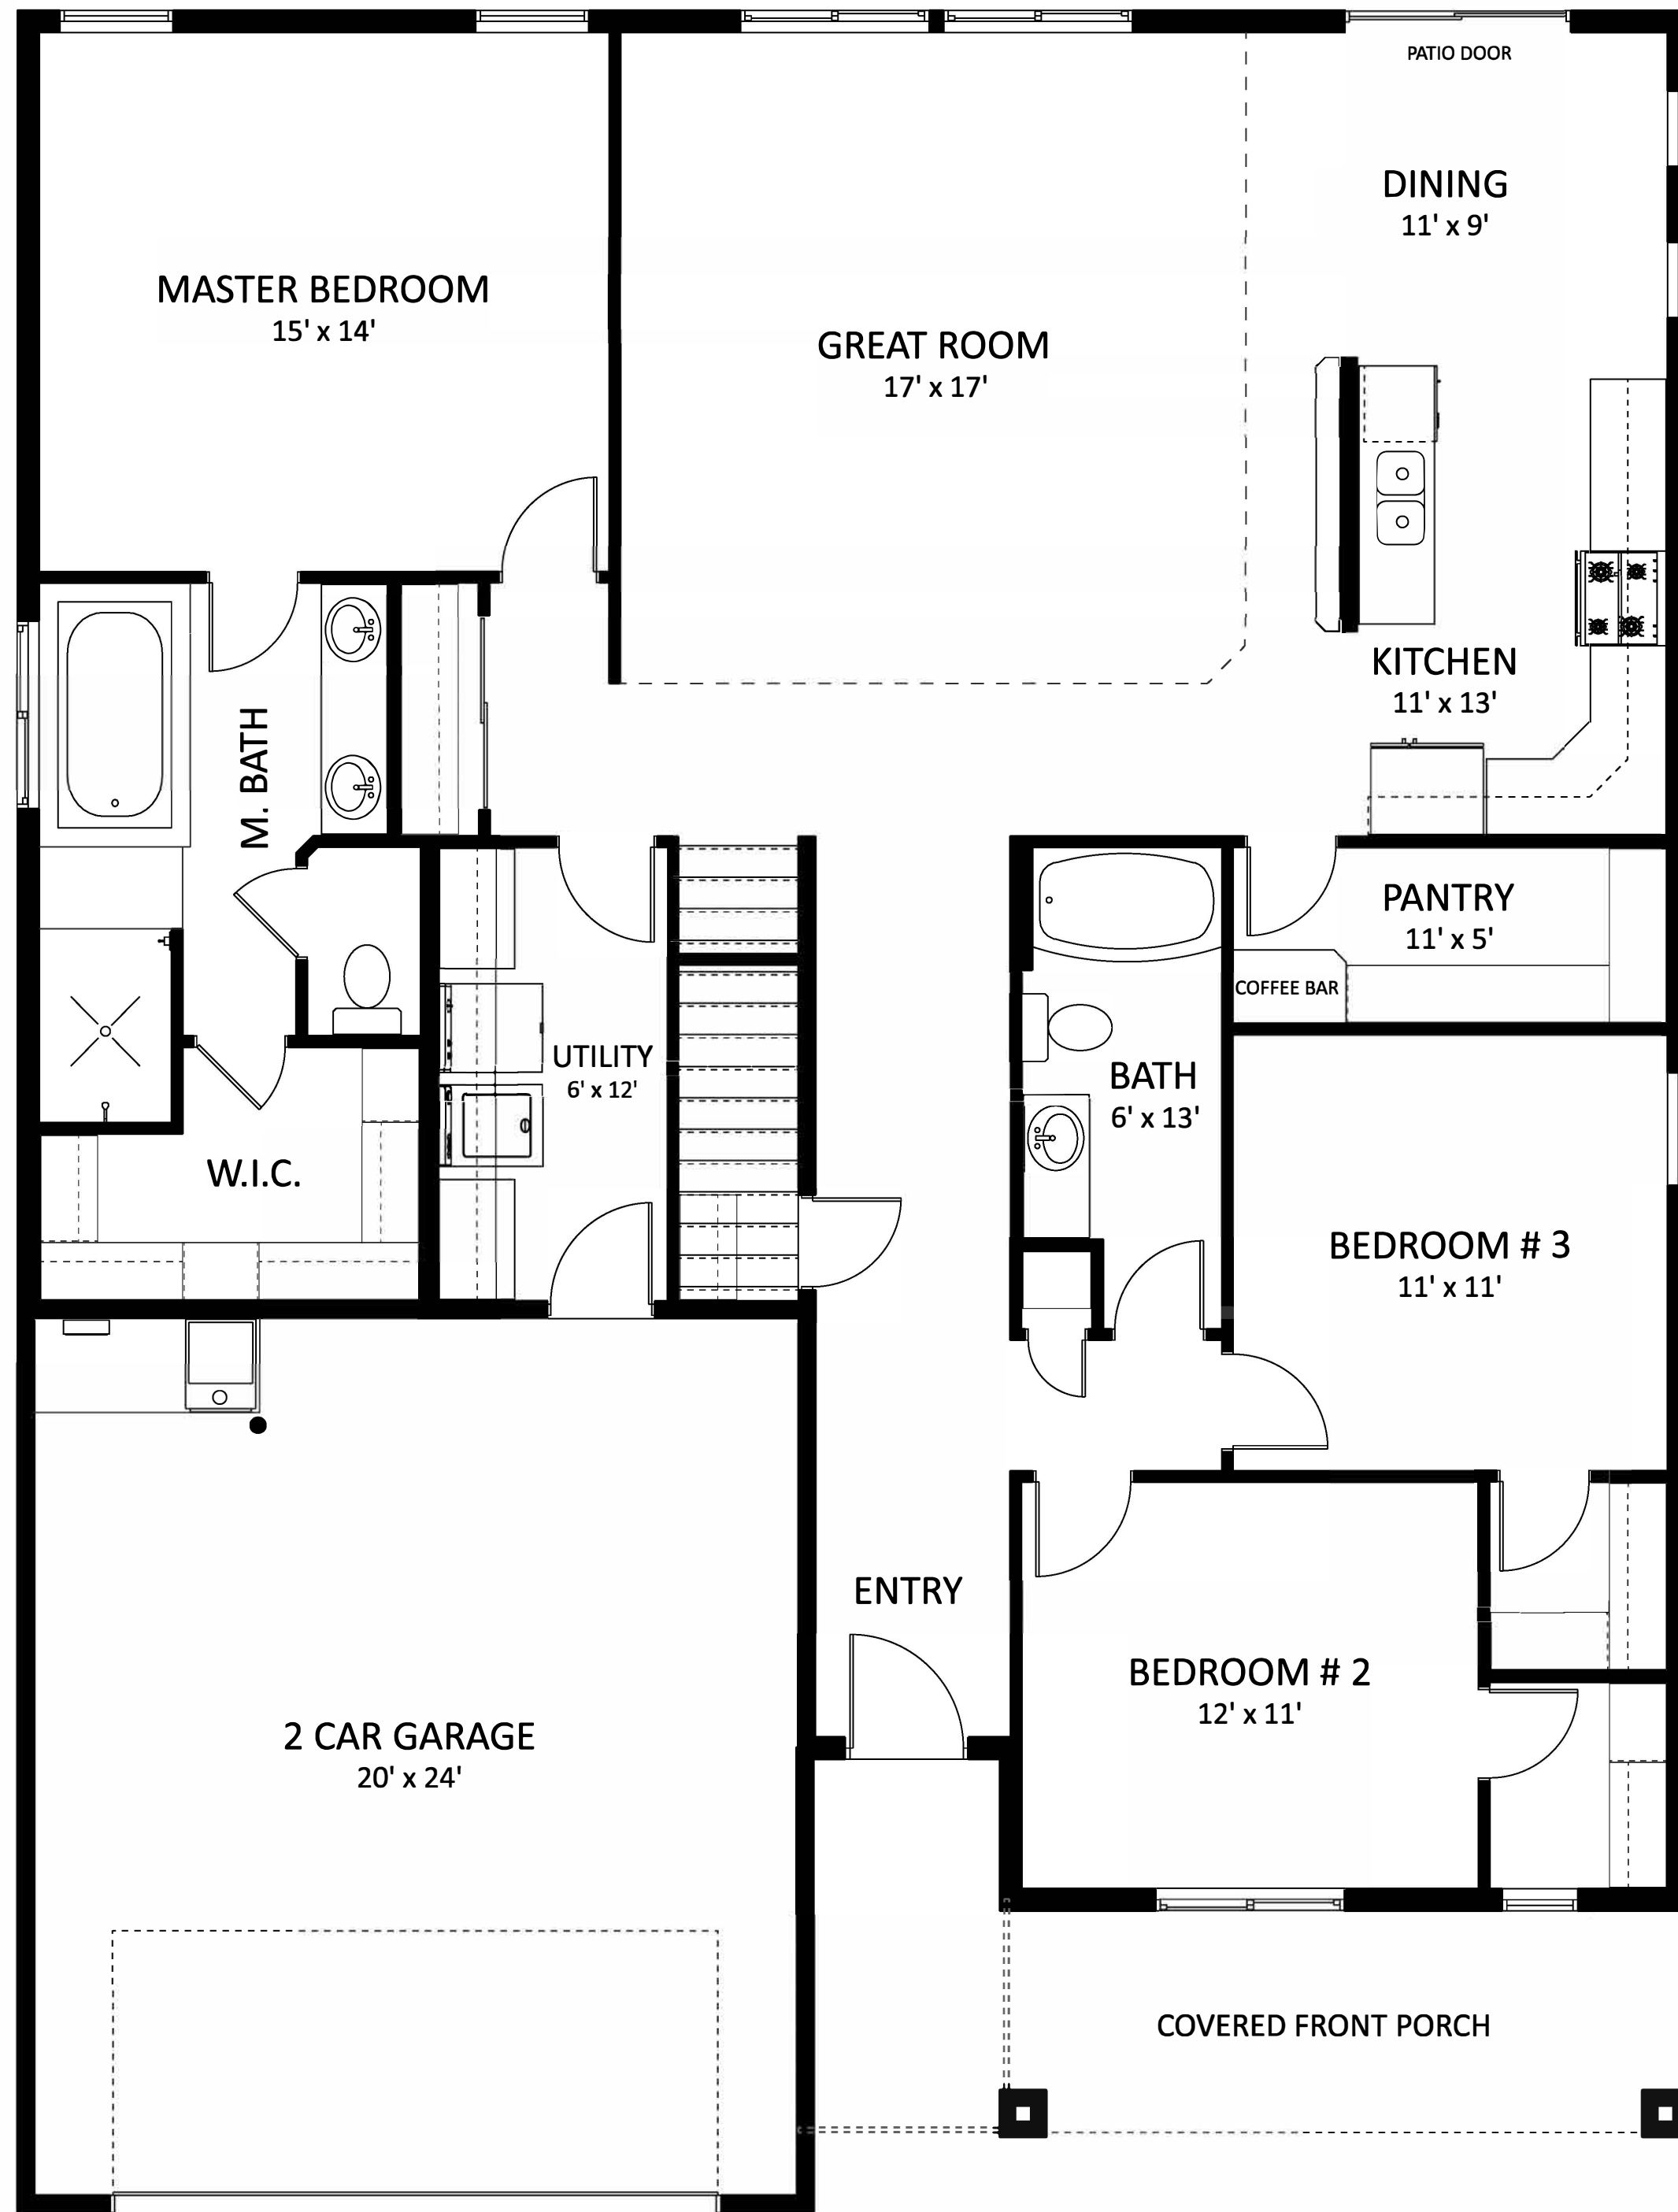 PATIO DOOR
DINING
11' x 9'
MASTER BEDROOM
15' x 14'
GREAT ROOM
17' x 17'
KITCHEN
11' x 13'
M. BATH
PANTRY
11' x 5'
COFFEE BAR
UTILITY
6' x 12'
BATH
6' x 13'
W.I.C.
BEDROOM # 3
11' x 11'
ENTRY
BEDROOM # 2
12' x 11'
2 CAR GARAGE
20' x 24'
COVERED FRONT PORCH